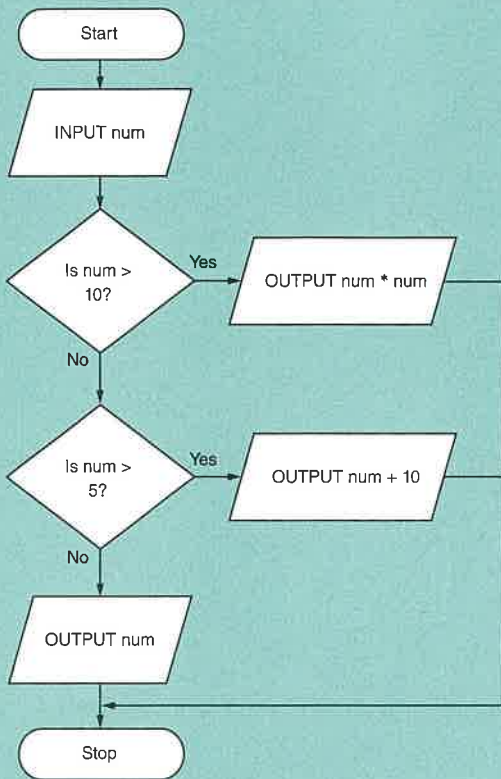 Start
INPUT num
Is num >
10?
Yes
OUTPUT num * num
No
Is num >
5?
Yes
OUTPUT num + 10
No
OUTPUT num
Stop